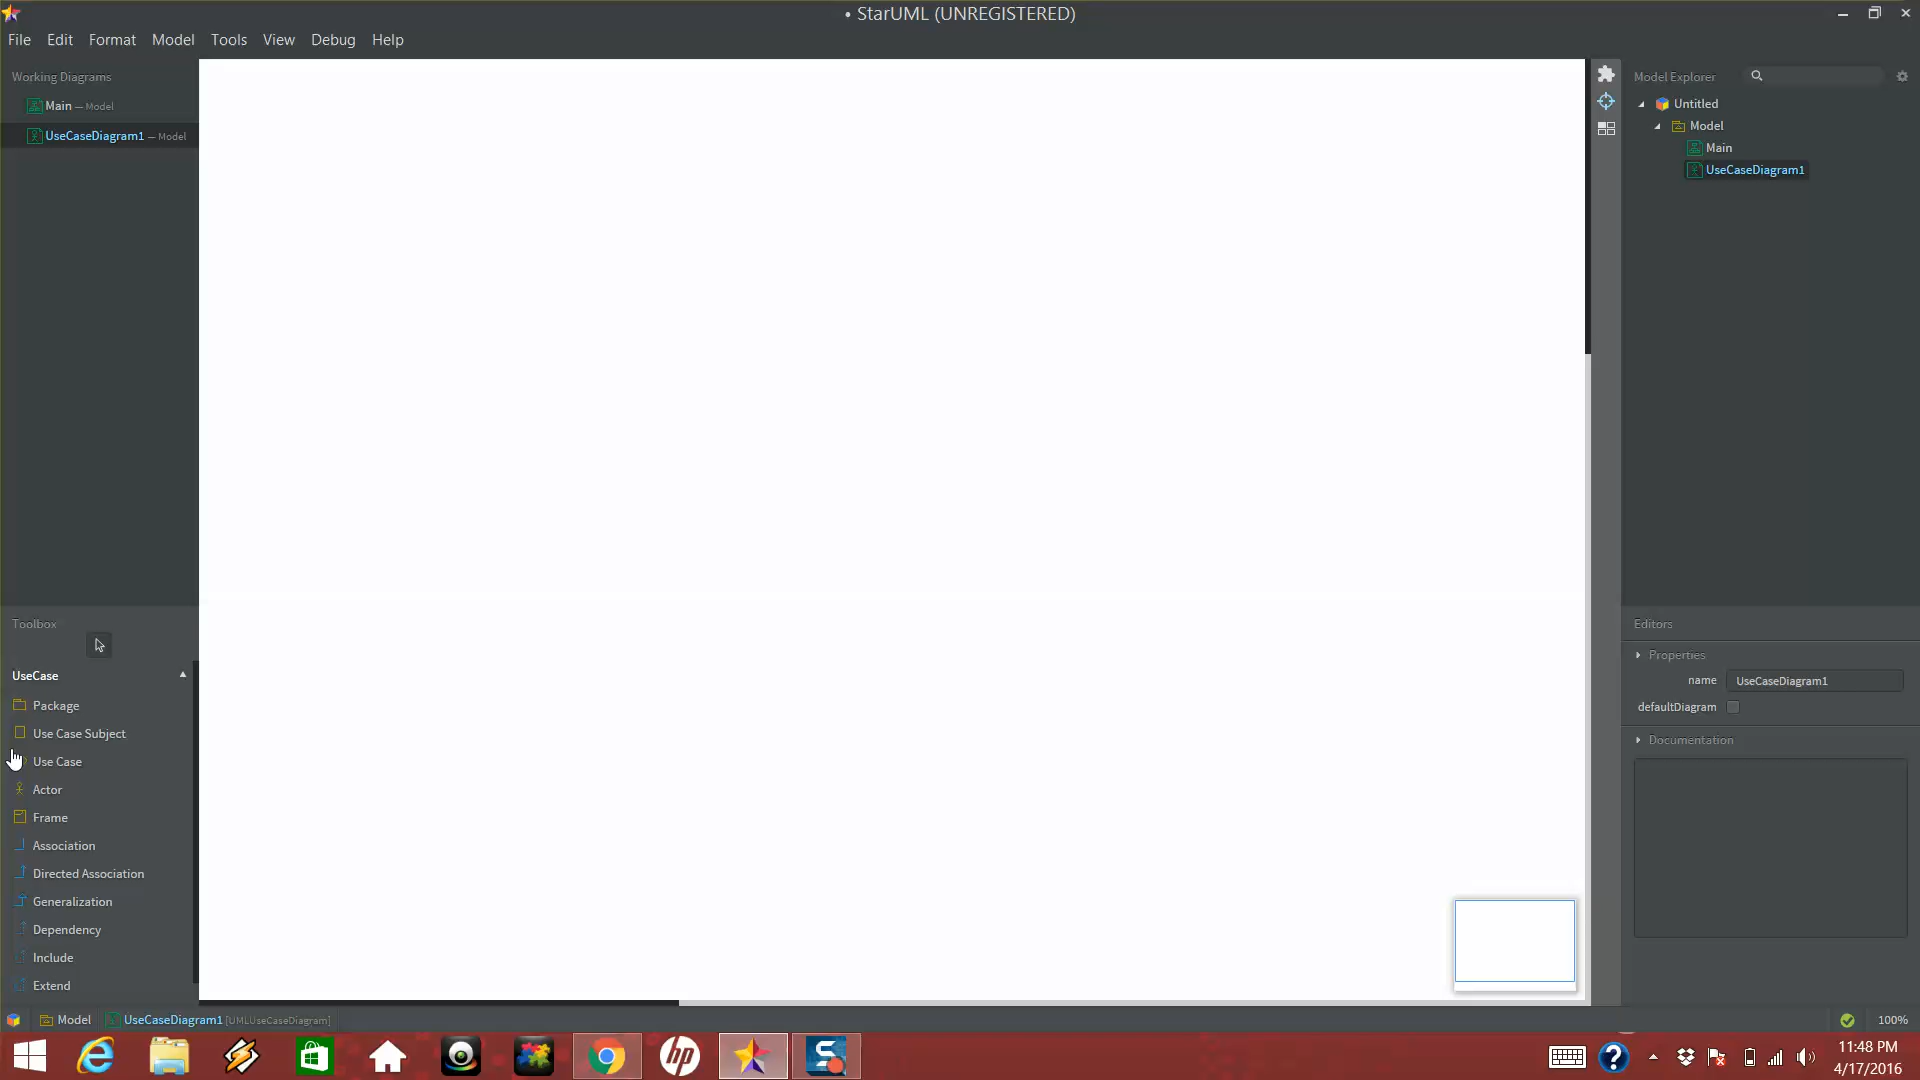 • StarUML (UNREGISTERED)
File Edit Format Model Tools View Debug Help
Working Diagrams
Main — Model
UseCaseDiagram1 — Model
Model Explorer
Untitled
Model
Main
UseCaseDiagram1
Toolbox
UseCase
Package
Use Case Subject
Use Case
Actor
Frame
Association
Directed Association
Generalization
Dependency
Include
Extend
Editors
Properties
name UseCaseDiagram1
defaultDiagram
Documentation
Model UseCaseDiagram1 [UMLUseCaseDiagram]
100%
hp
S
?
11:48 PM
4/17/2016